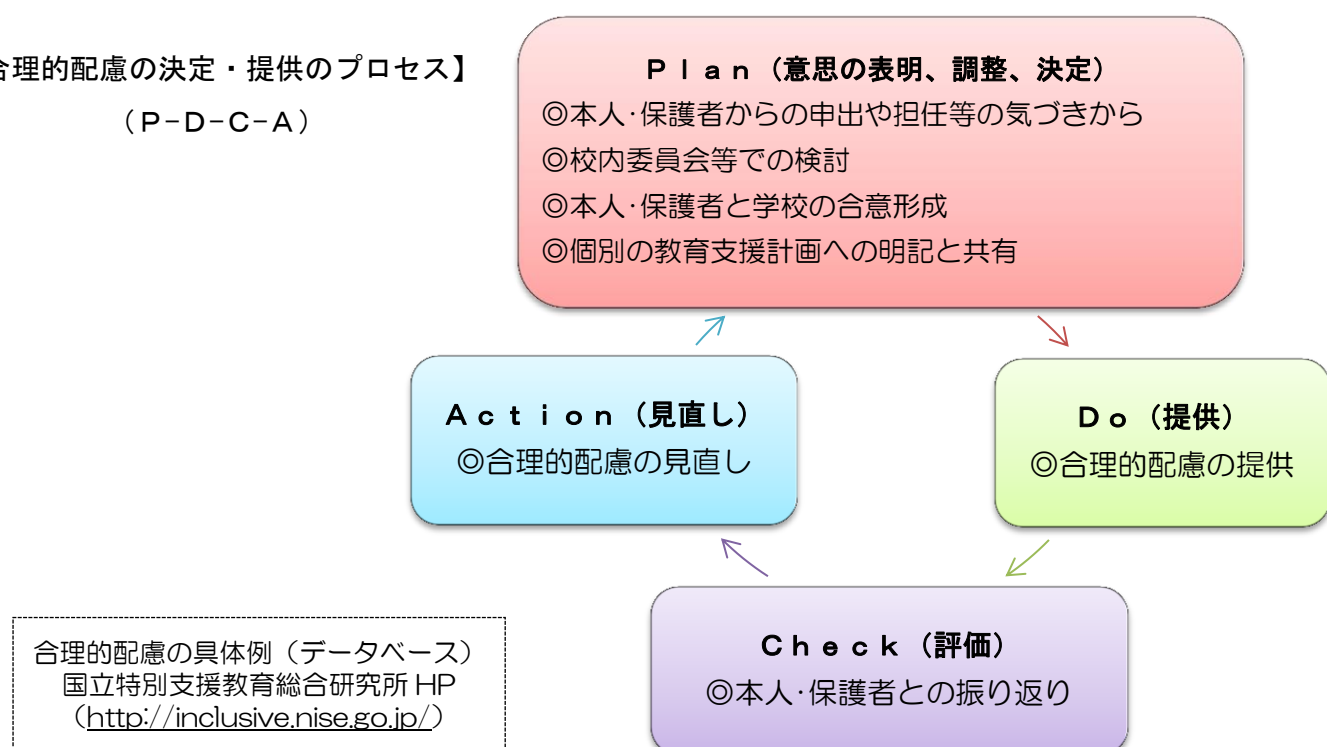 合理的配慮の決定・提供のプロセス】
(P-D-C-A)
Plan(意思の表明、調整、決定)
◎本人・保護者からの申出や担任等の気づきから
◎校内委員会等での検討
◎本人・保護者と学校の合意形成
◎個別の教育支援計画への明記と共有
Action(見直し)
◎合理的配慮の見直し
Do(提供)
◎合理的配慮の提供
Check(評価)
◎本人・保護者との振り返り
合理的配慮の具体例(データベース)
国立特別支援教育総合研究所 HP
(http://inclusive.nise.go.jp/)